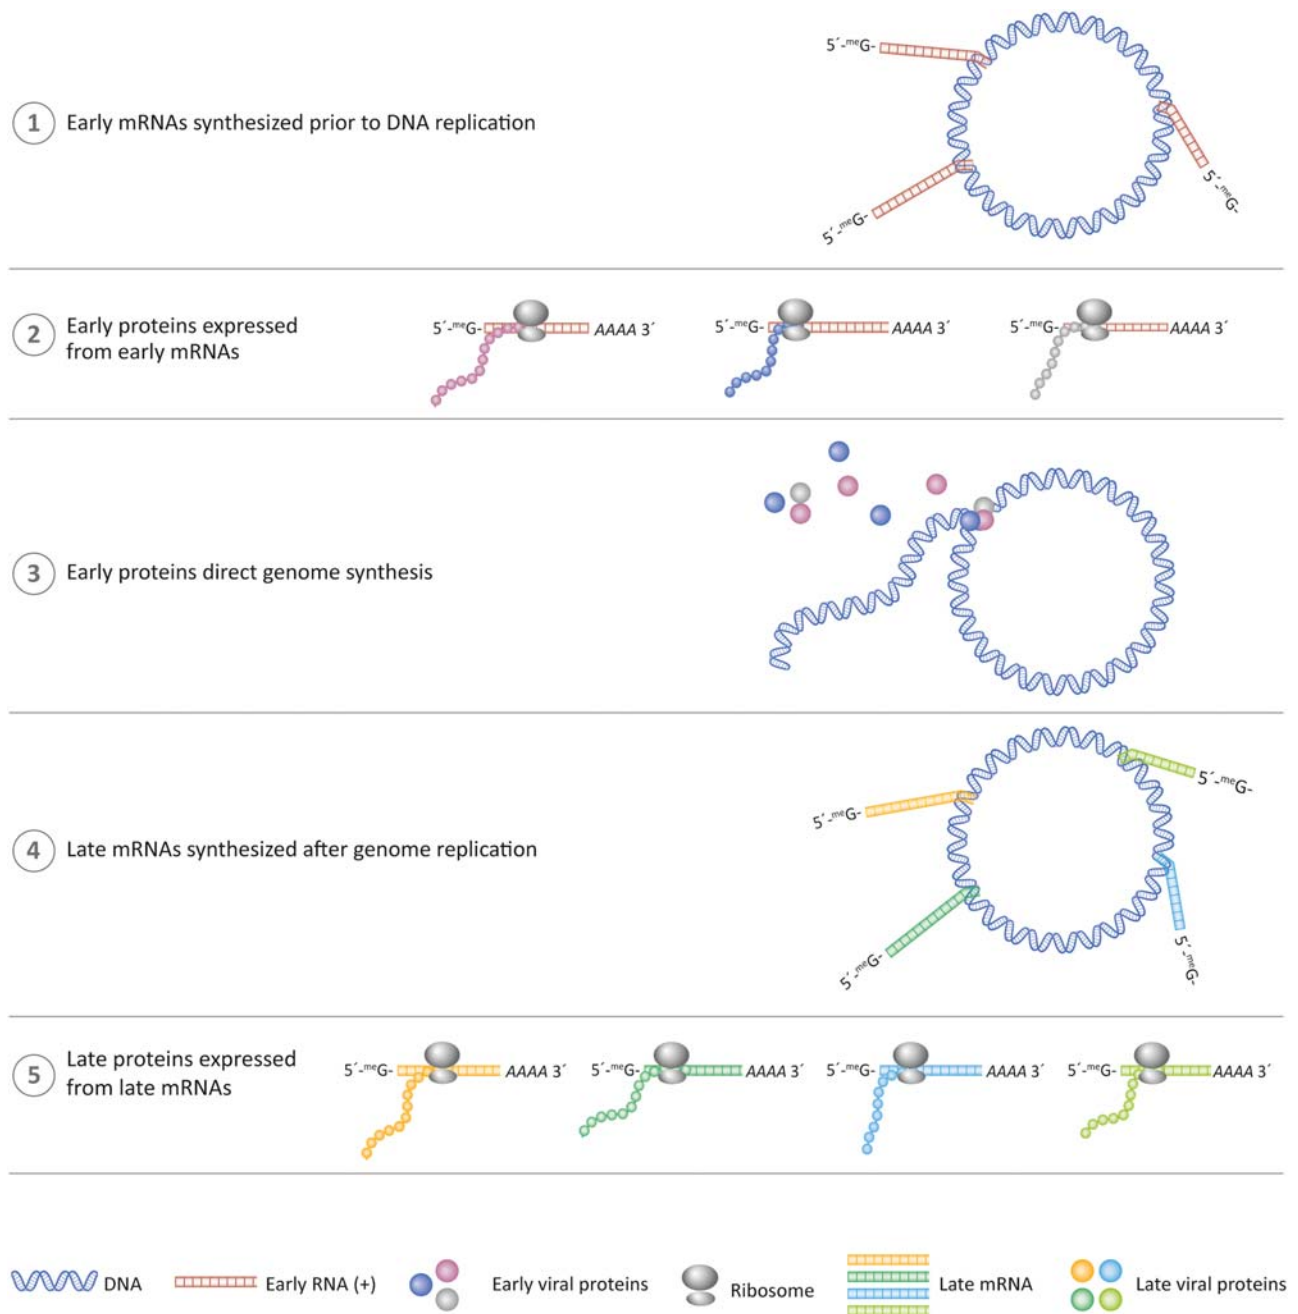 5´-meG-
1 Early mRNAs synthesized prior to DNA replication
5´-meG-
5´-meG-
2 Early proteins expressed
from early mRNAs
5´-meG- AAAA 3´ 5´-meG- AAAA 3´ 5´-meG- AAAA 3´
3 Early proteins direct genome synthesis
5´-meG-
5´-meG-
4 Late mRNAs synthesized after genome replication
5´-meG-
5´-meG-
5 Late proteins expressed
from late mRNAs
5´-meG- AAAA 3´ 5´-meG- AAAA 3´ 5´-meG- AAAA 3´ 5´-meG- AAAA 3´
DNA Early RNA (+) Early viral proteins Ribosome Late mRNA Late viral proteins